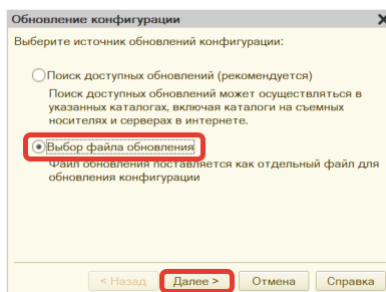 Обновление конфигурации
Выберите источник обновлений конфигурации:
Поиск доступных обновлений (рекомендуется)
Поиск доступных обновлений может осуществляться в
указанных каталогах, включая каталоги на съемных
носителях и серверах в интернете.
Выбор файла обновления
Файл обновления поставляется как отдельный файл для
обновления конфигурации
< Назад Далее > Отмена Справка